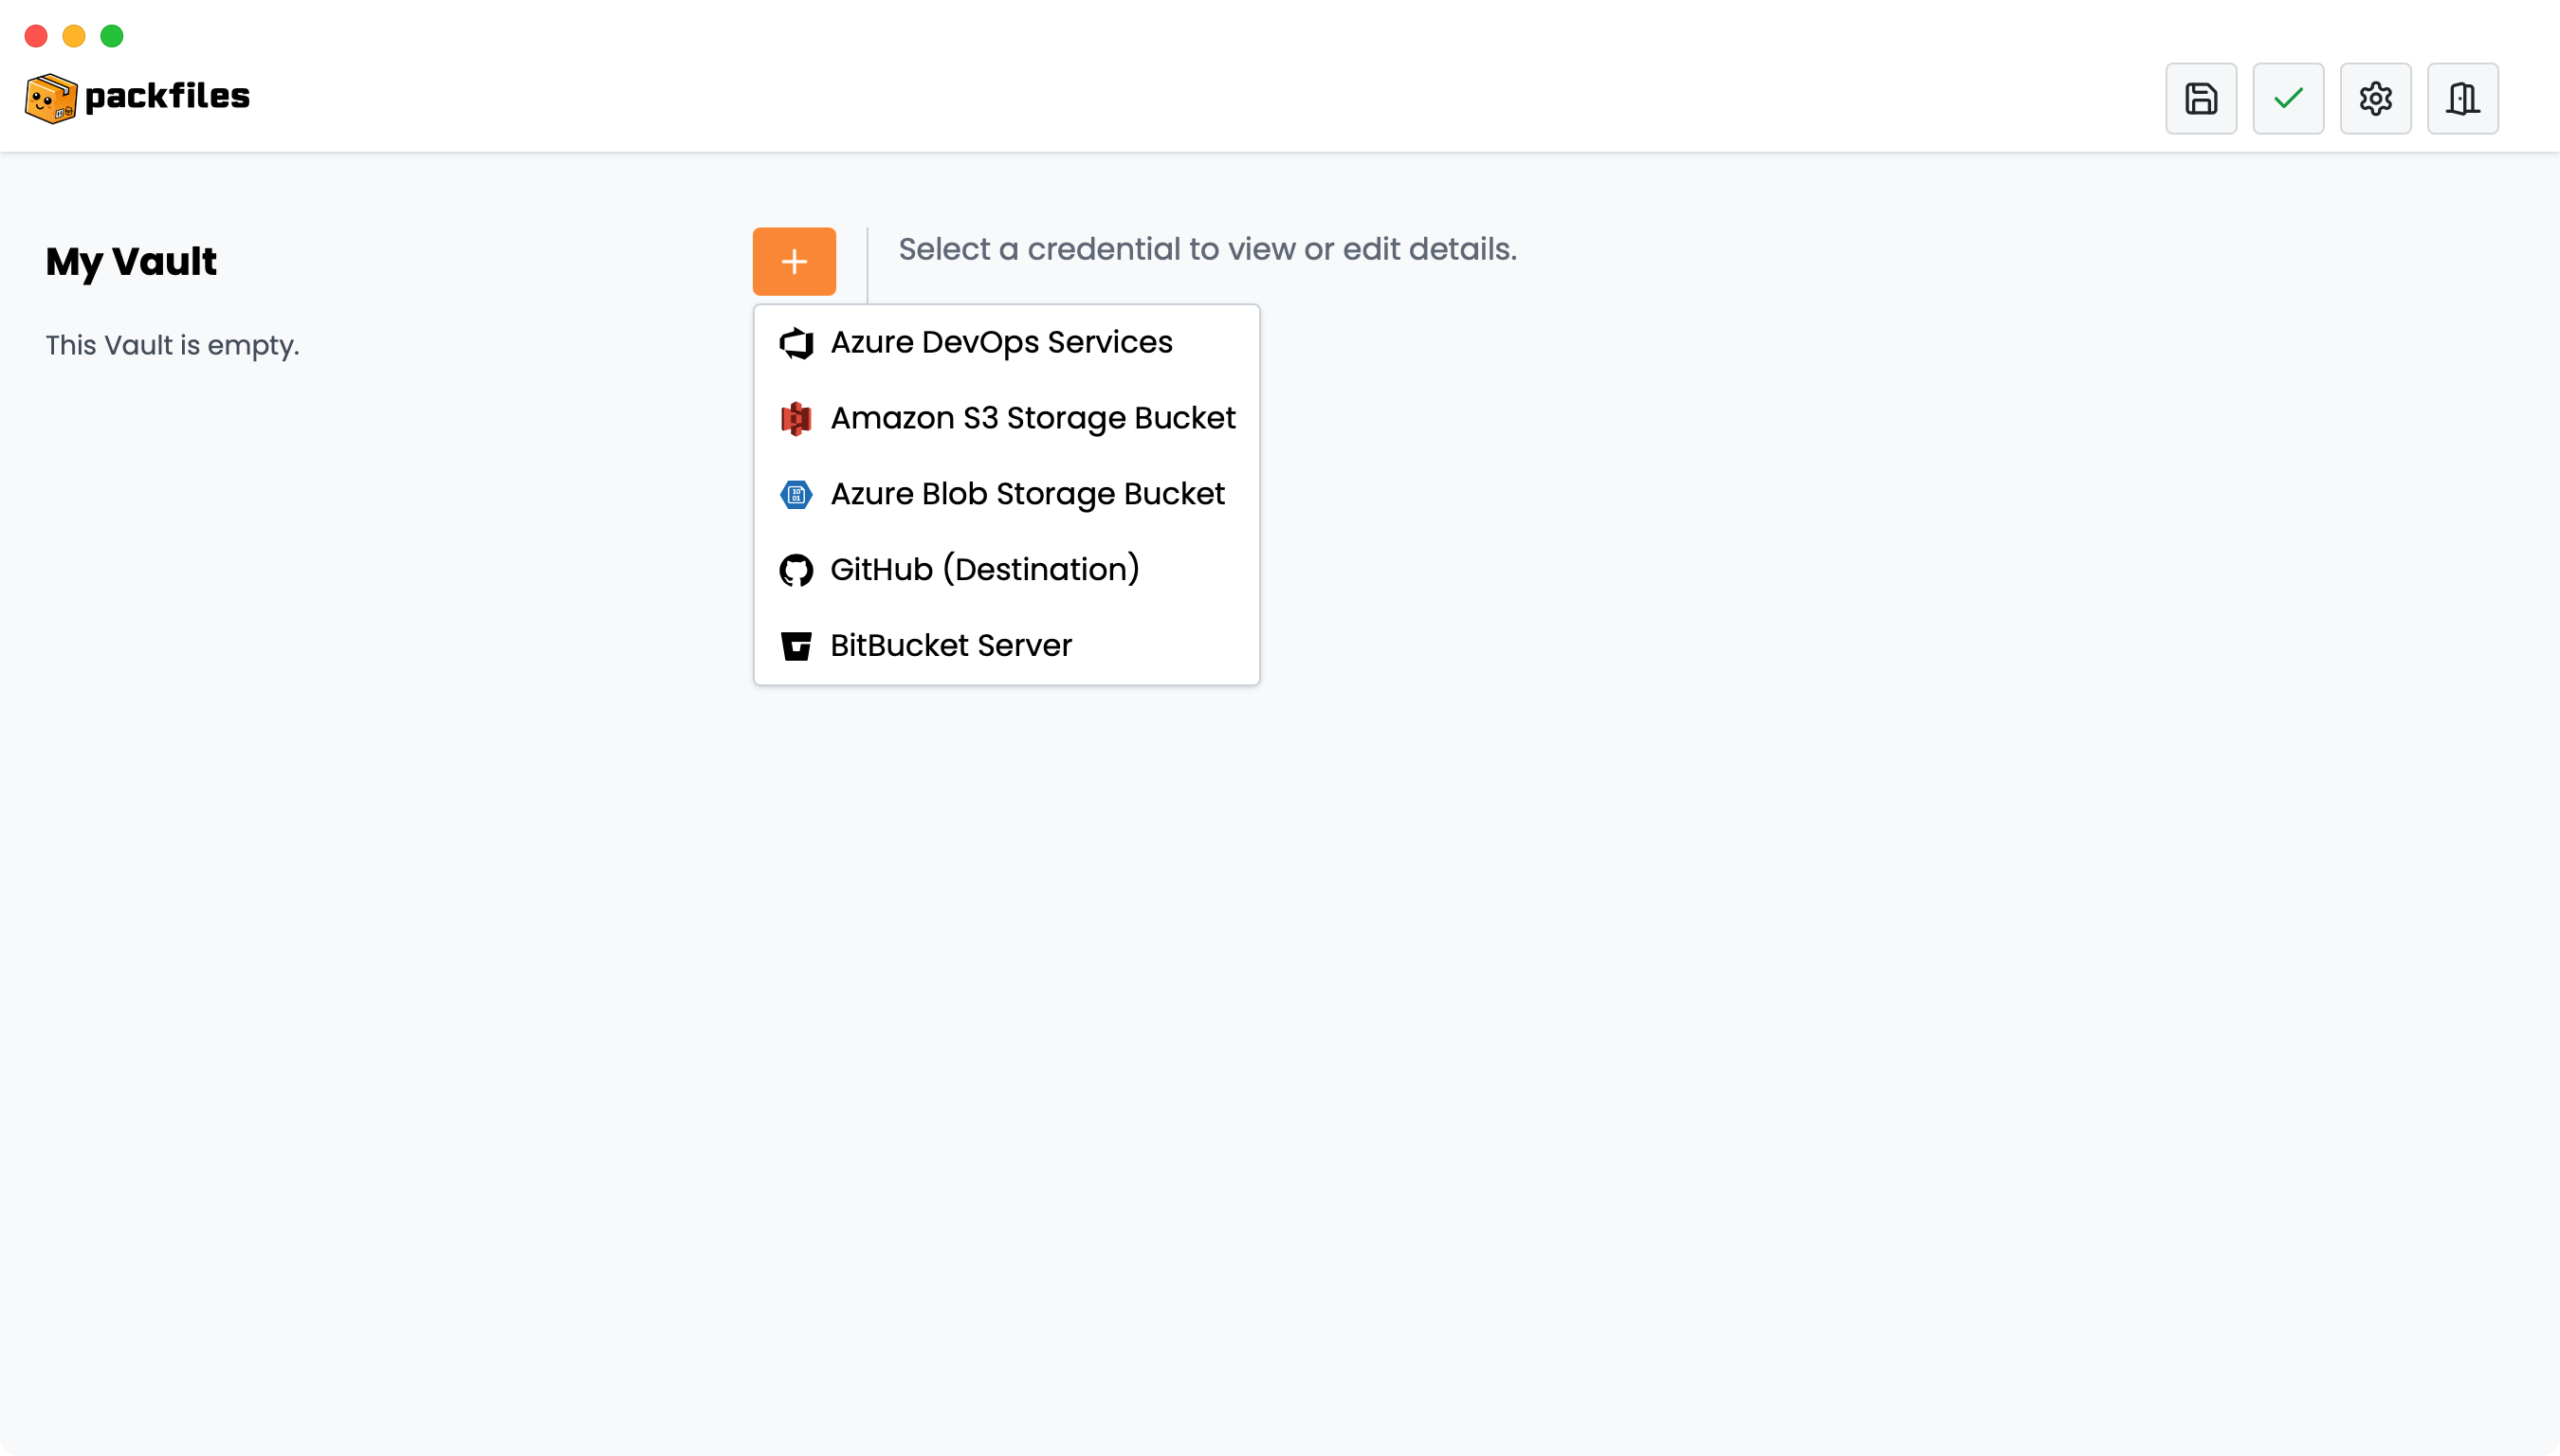 packfiles
My Vault
Select a credential to view or edit details.
This Vault is empty.
Azure DevOps Services
Amazon S3 Storage Bucket
Azure Blob Storage Bucket
GitHub (Destination)
BitBucket Server